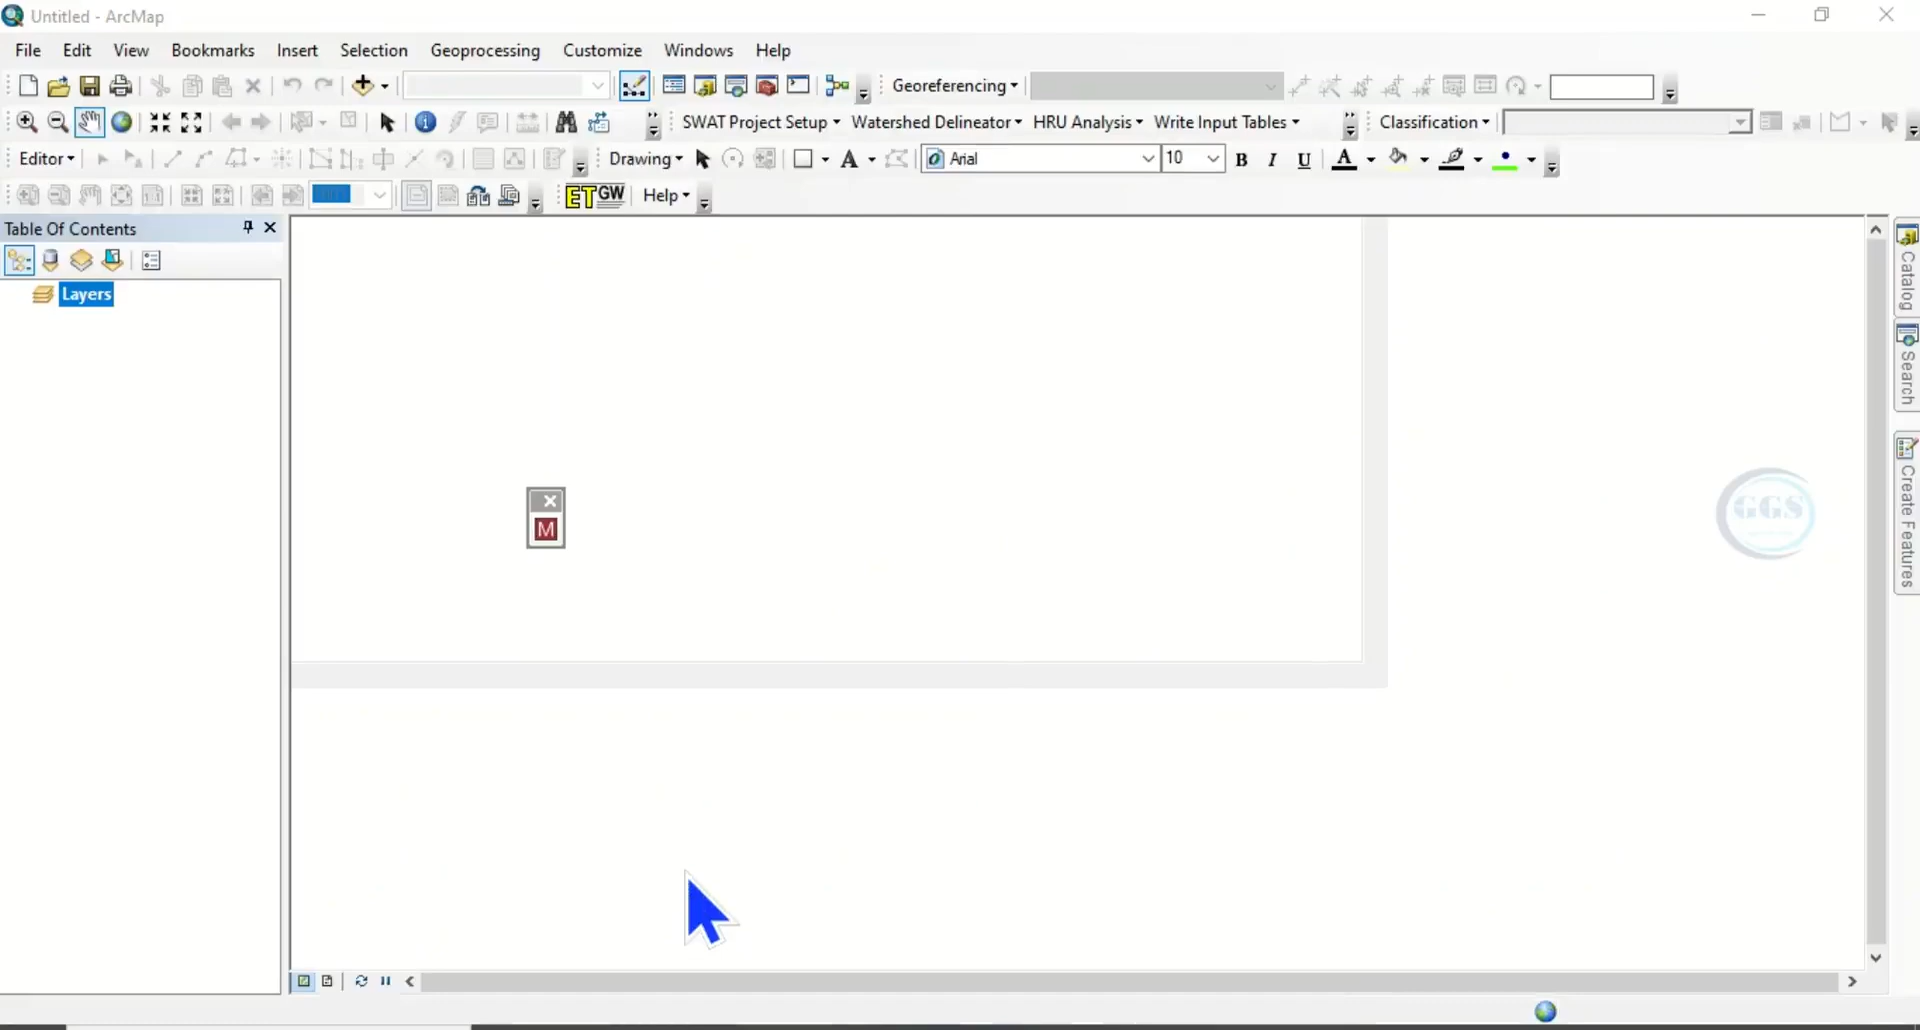 Untitled - ArcMap
File Edit View Bookmarks Insert Selection Geoprocessing Customize Windows Help
Georeferencing
SWAT Project Setup Watershed Delineator HRU Analysis Write Input Tables Classification
Editor Drawing A Arial 10 B I U A
ET GW Help
Table Of Contents
Layers
M
GGS
Catalog
Search
Create Features